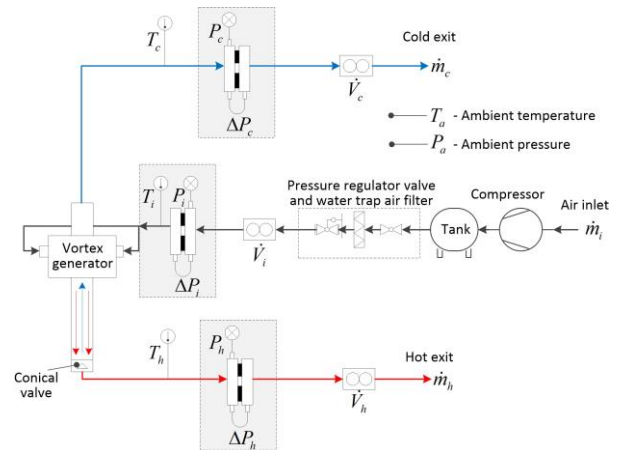 T_c
P_c
ΔP_c
V̇_c
Cold exit
ṁ_c
T_a - Ambient temperature
P_a - Ambient pressure
Pressure regulator valve
and water trap air filter
Compressor
Air inlet
ṁ_i
Tank
V̇_i
T_i
P_i
ΔP_i
Vortex
generator
Conical
valve
T_h
P_h
ΔP_h
V̇_h
Hot exit
ṁ_h